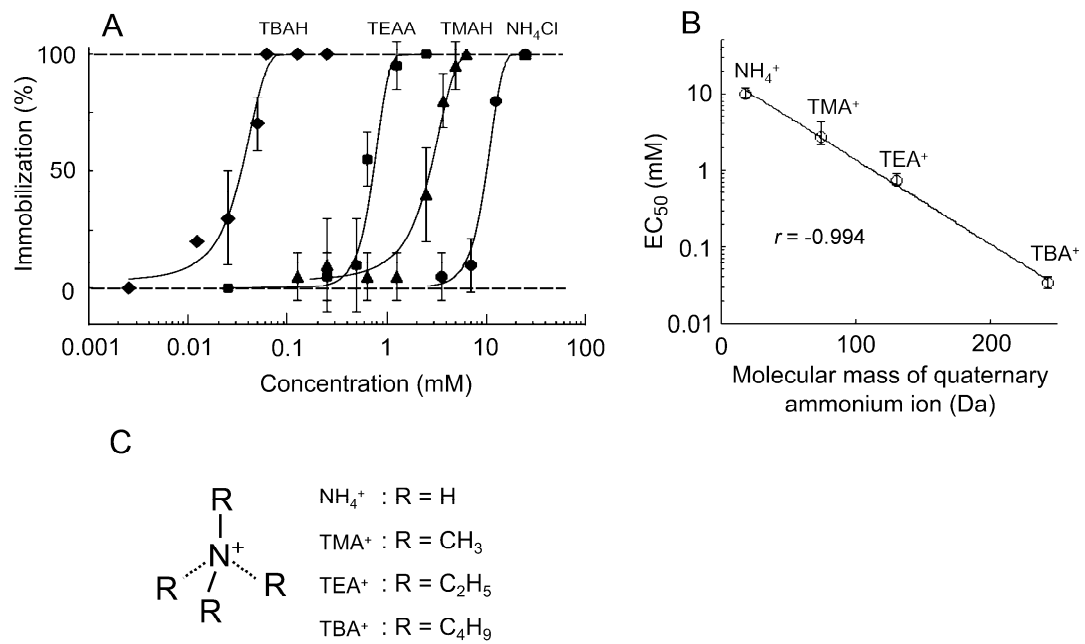 A
TBAH TEAA TMAH NH₄Cl
100
50
0
Immobilization (%)
0.001 0.01 0.1 1 10 100
Concentration (mM)
B
NH₄⁺
TMA⁺
TEA⁺
TBA⁺
r = -0.994
10
1
0.1
0.01
EC₅₀ (mM)
0 100 200
Molecular mass of quaternary
ammonium ion (Da)
C
R
N⁺
R R
R
NH₄⁺ : R = H
TMA⁺ : R = CH₃
TEA⁺ : R = C₂H₅
TBA⁺ : R = C₄H₉